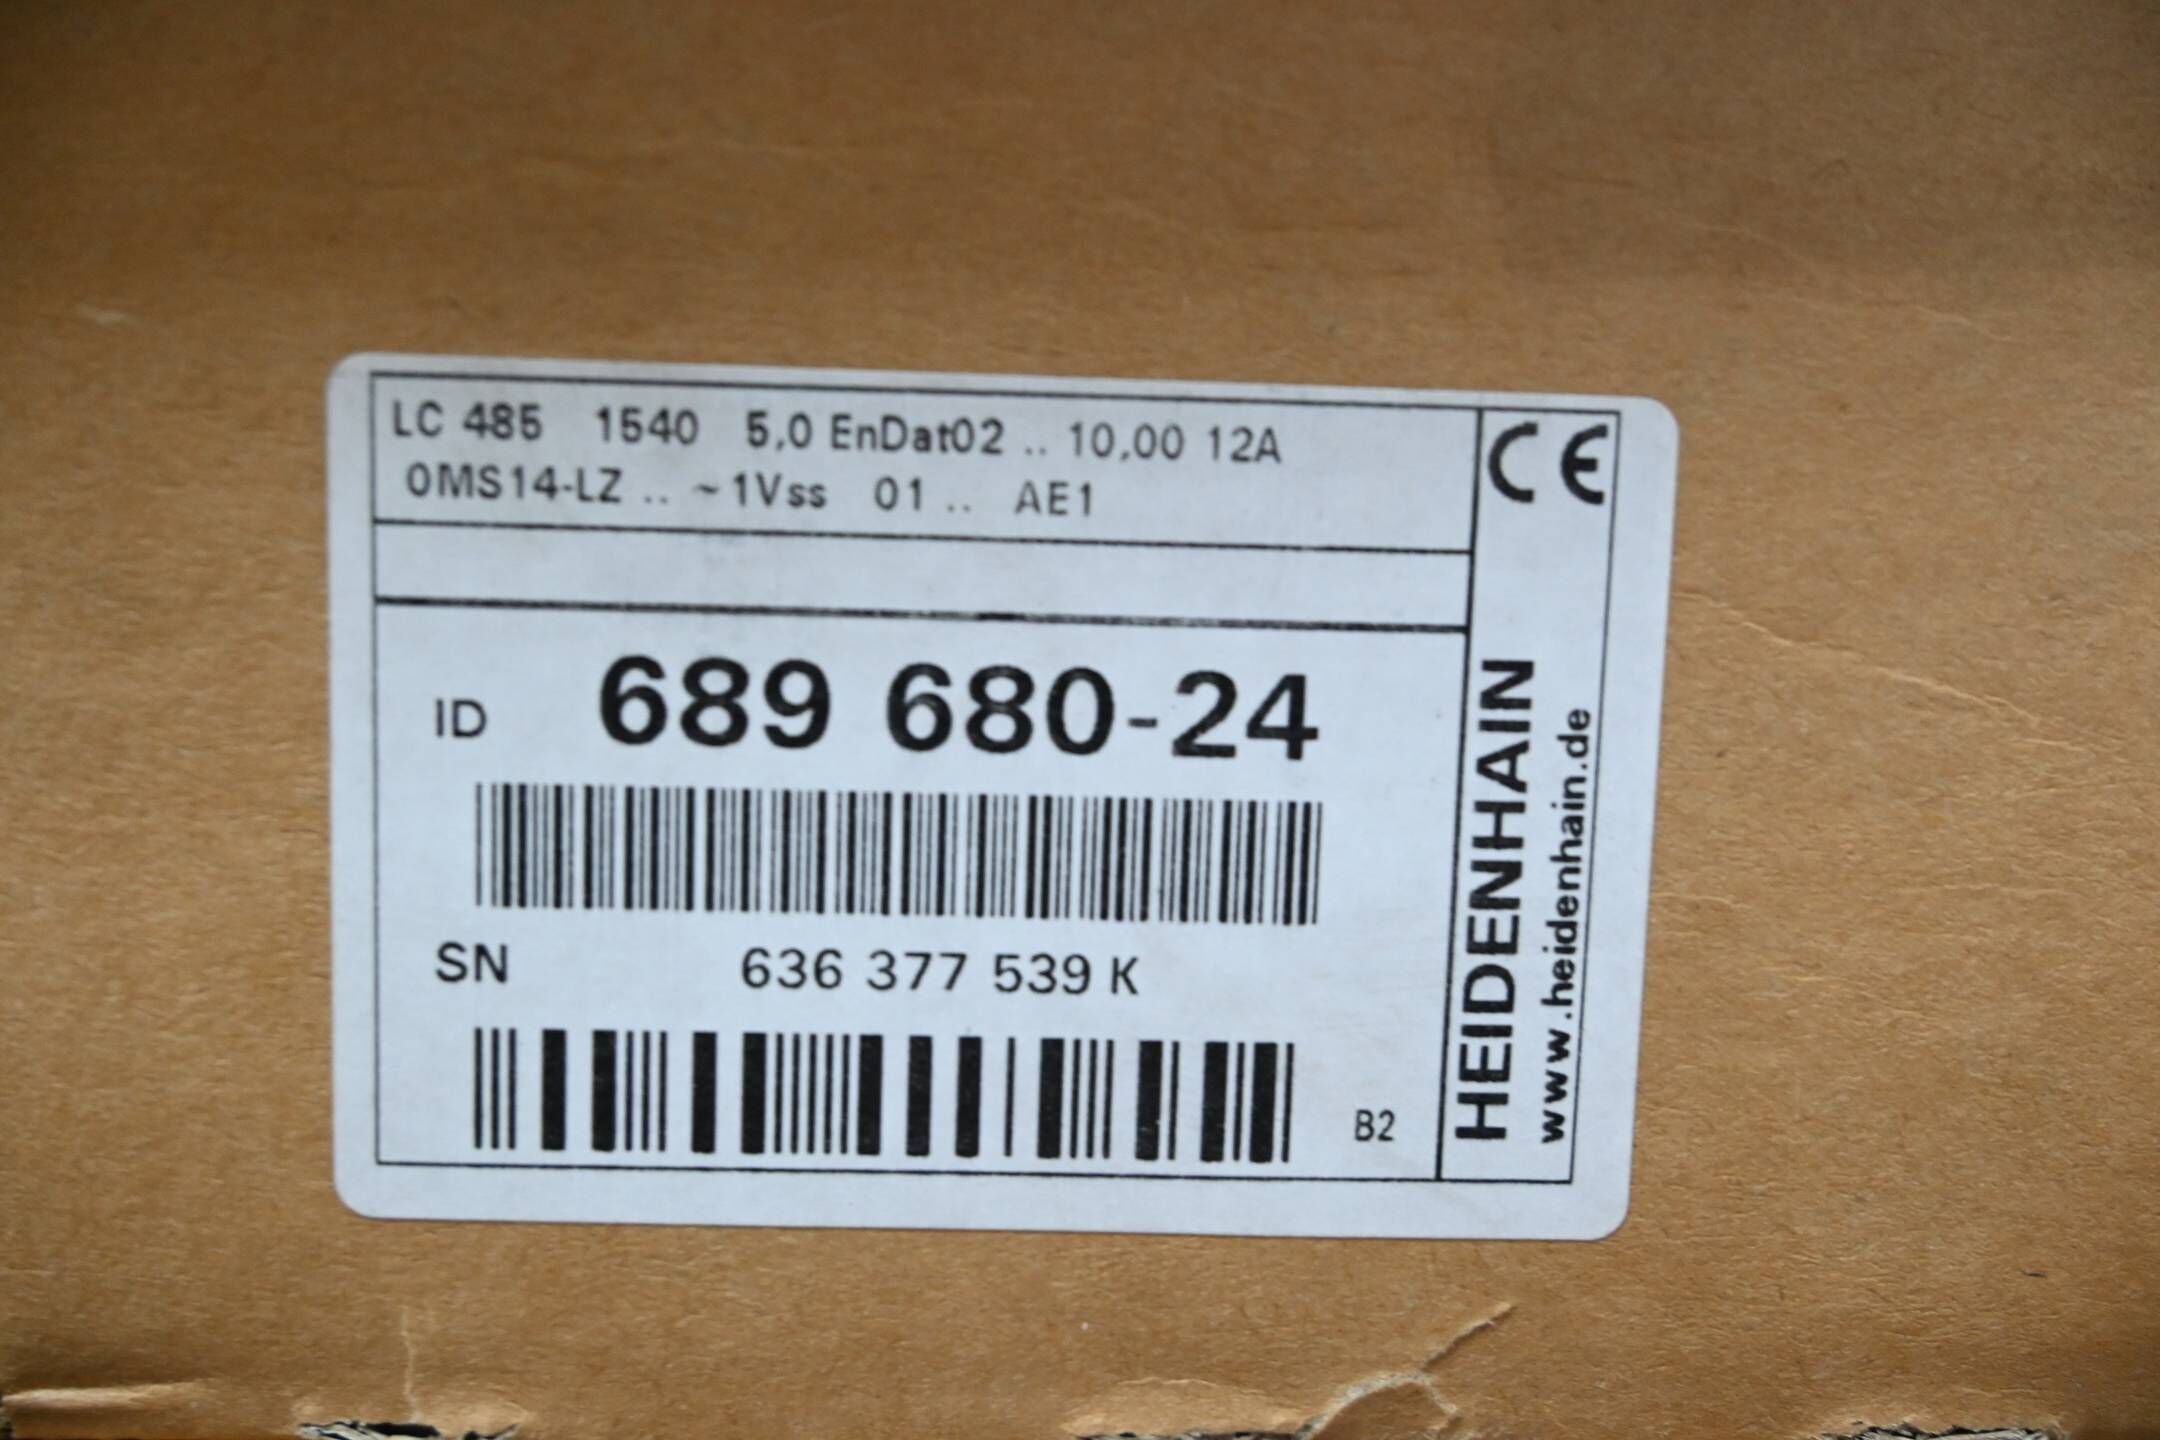 LC 485 1540 5,0 EnDat02 .. 10,00 12A
0MS14-LZ .. ~1Vss 01 .. AE1
CE
ID 689 680-24
SN 636 377 539 K
B2
HEIDENHAIN
www.heidenhain.de